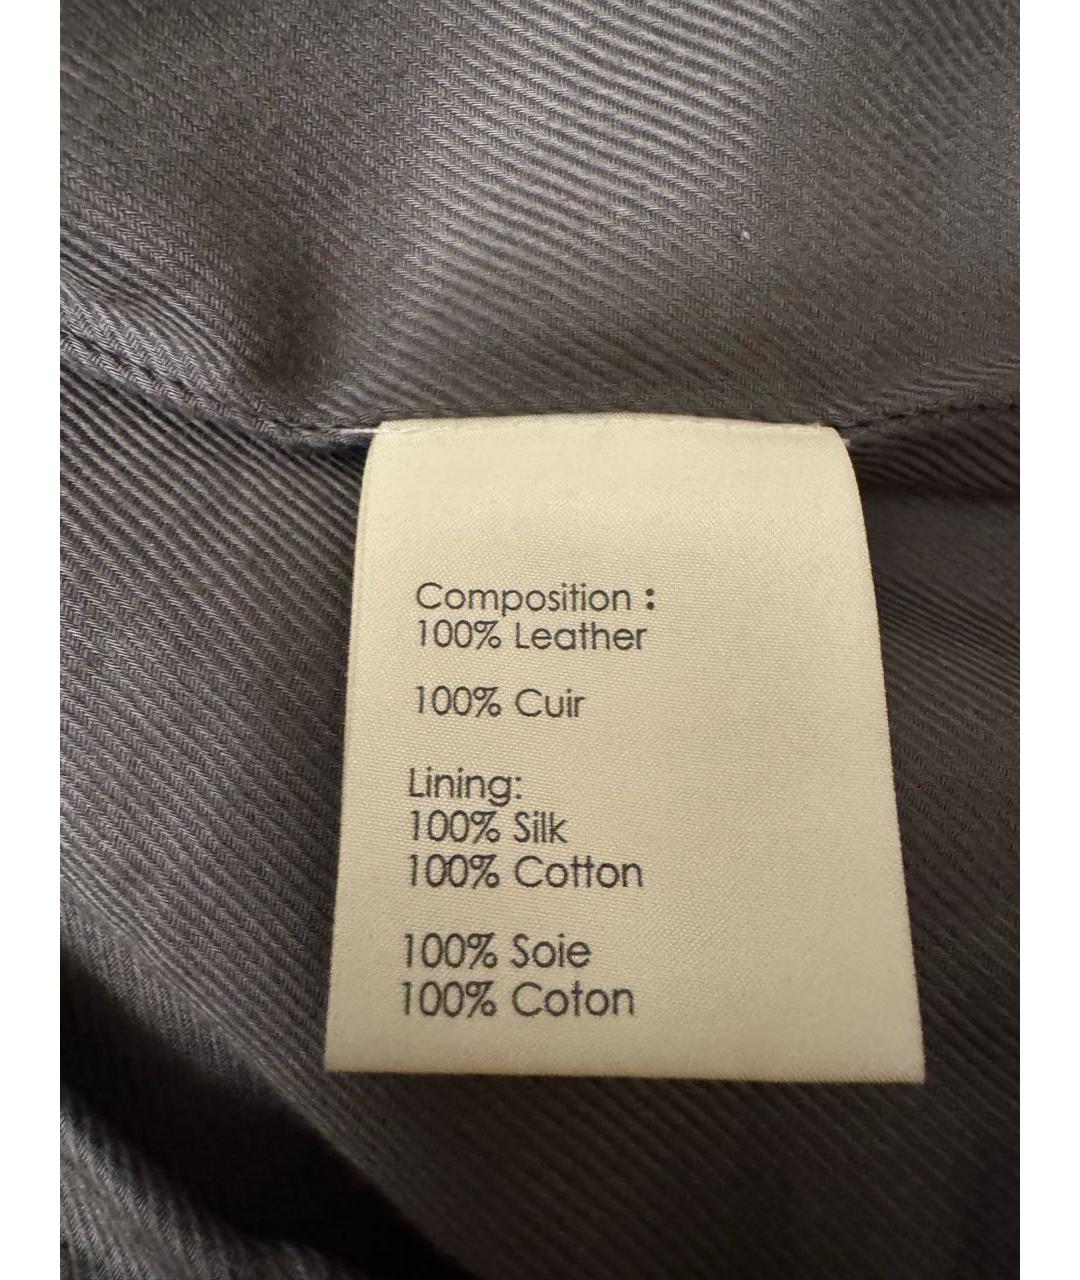 Composition :
100% Leather
100% Cuir
Lining:
100% Silk
100% Cotton
100% Soie
100% Coton